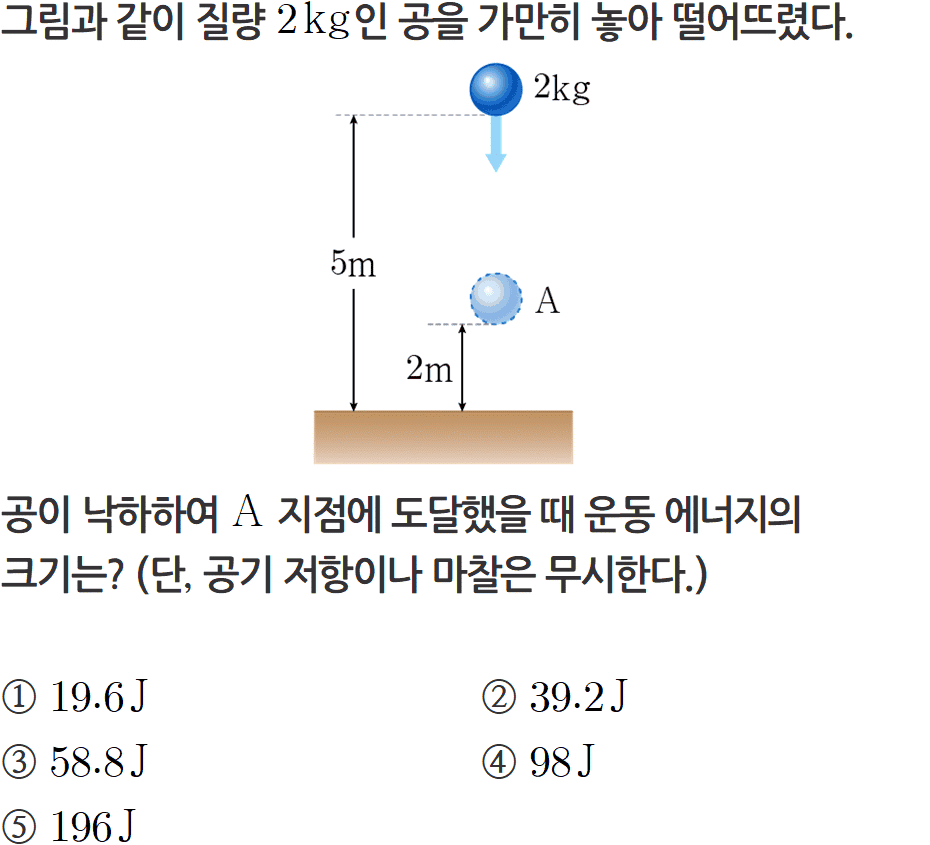 그림과 같이 질량 2kg인 공을 가만히 놓아 떨어뜨렸다.
2kg
5m
A
2m
공이 낙하하여 A 지점에 도달했을 때 운동 에너지의
크기는? (단, 공기 저항이나 마찰은 무시한다.)
① 19.6J ② 39.2J
③ 58.8J ④ 98J
⑤ 196J